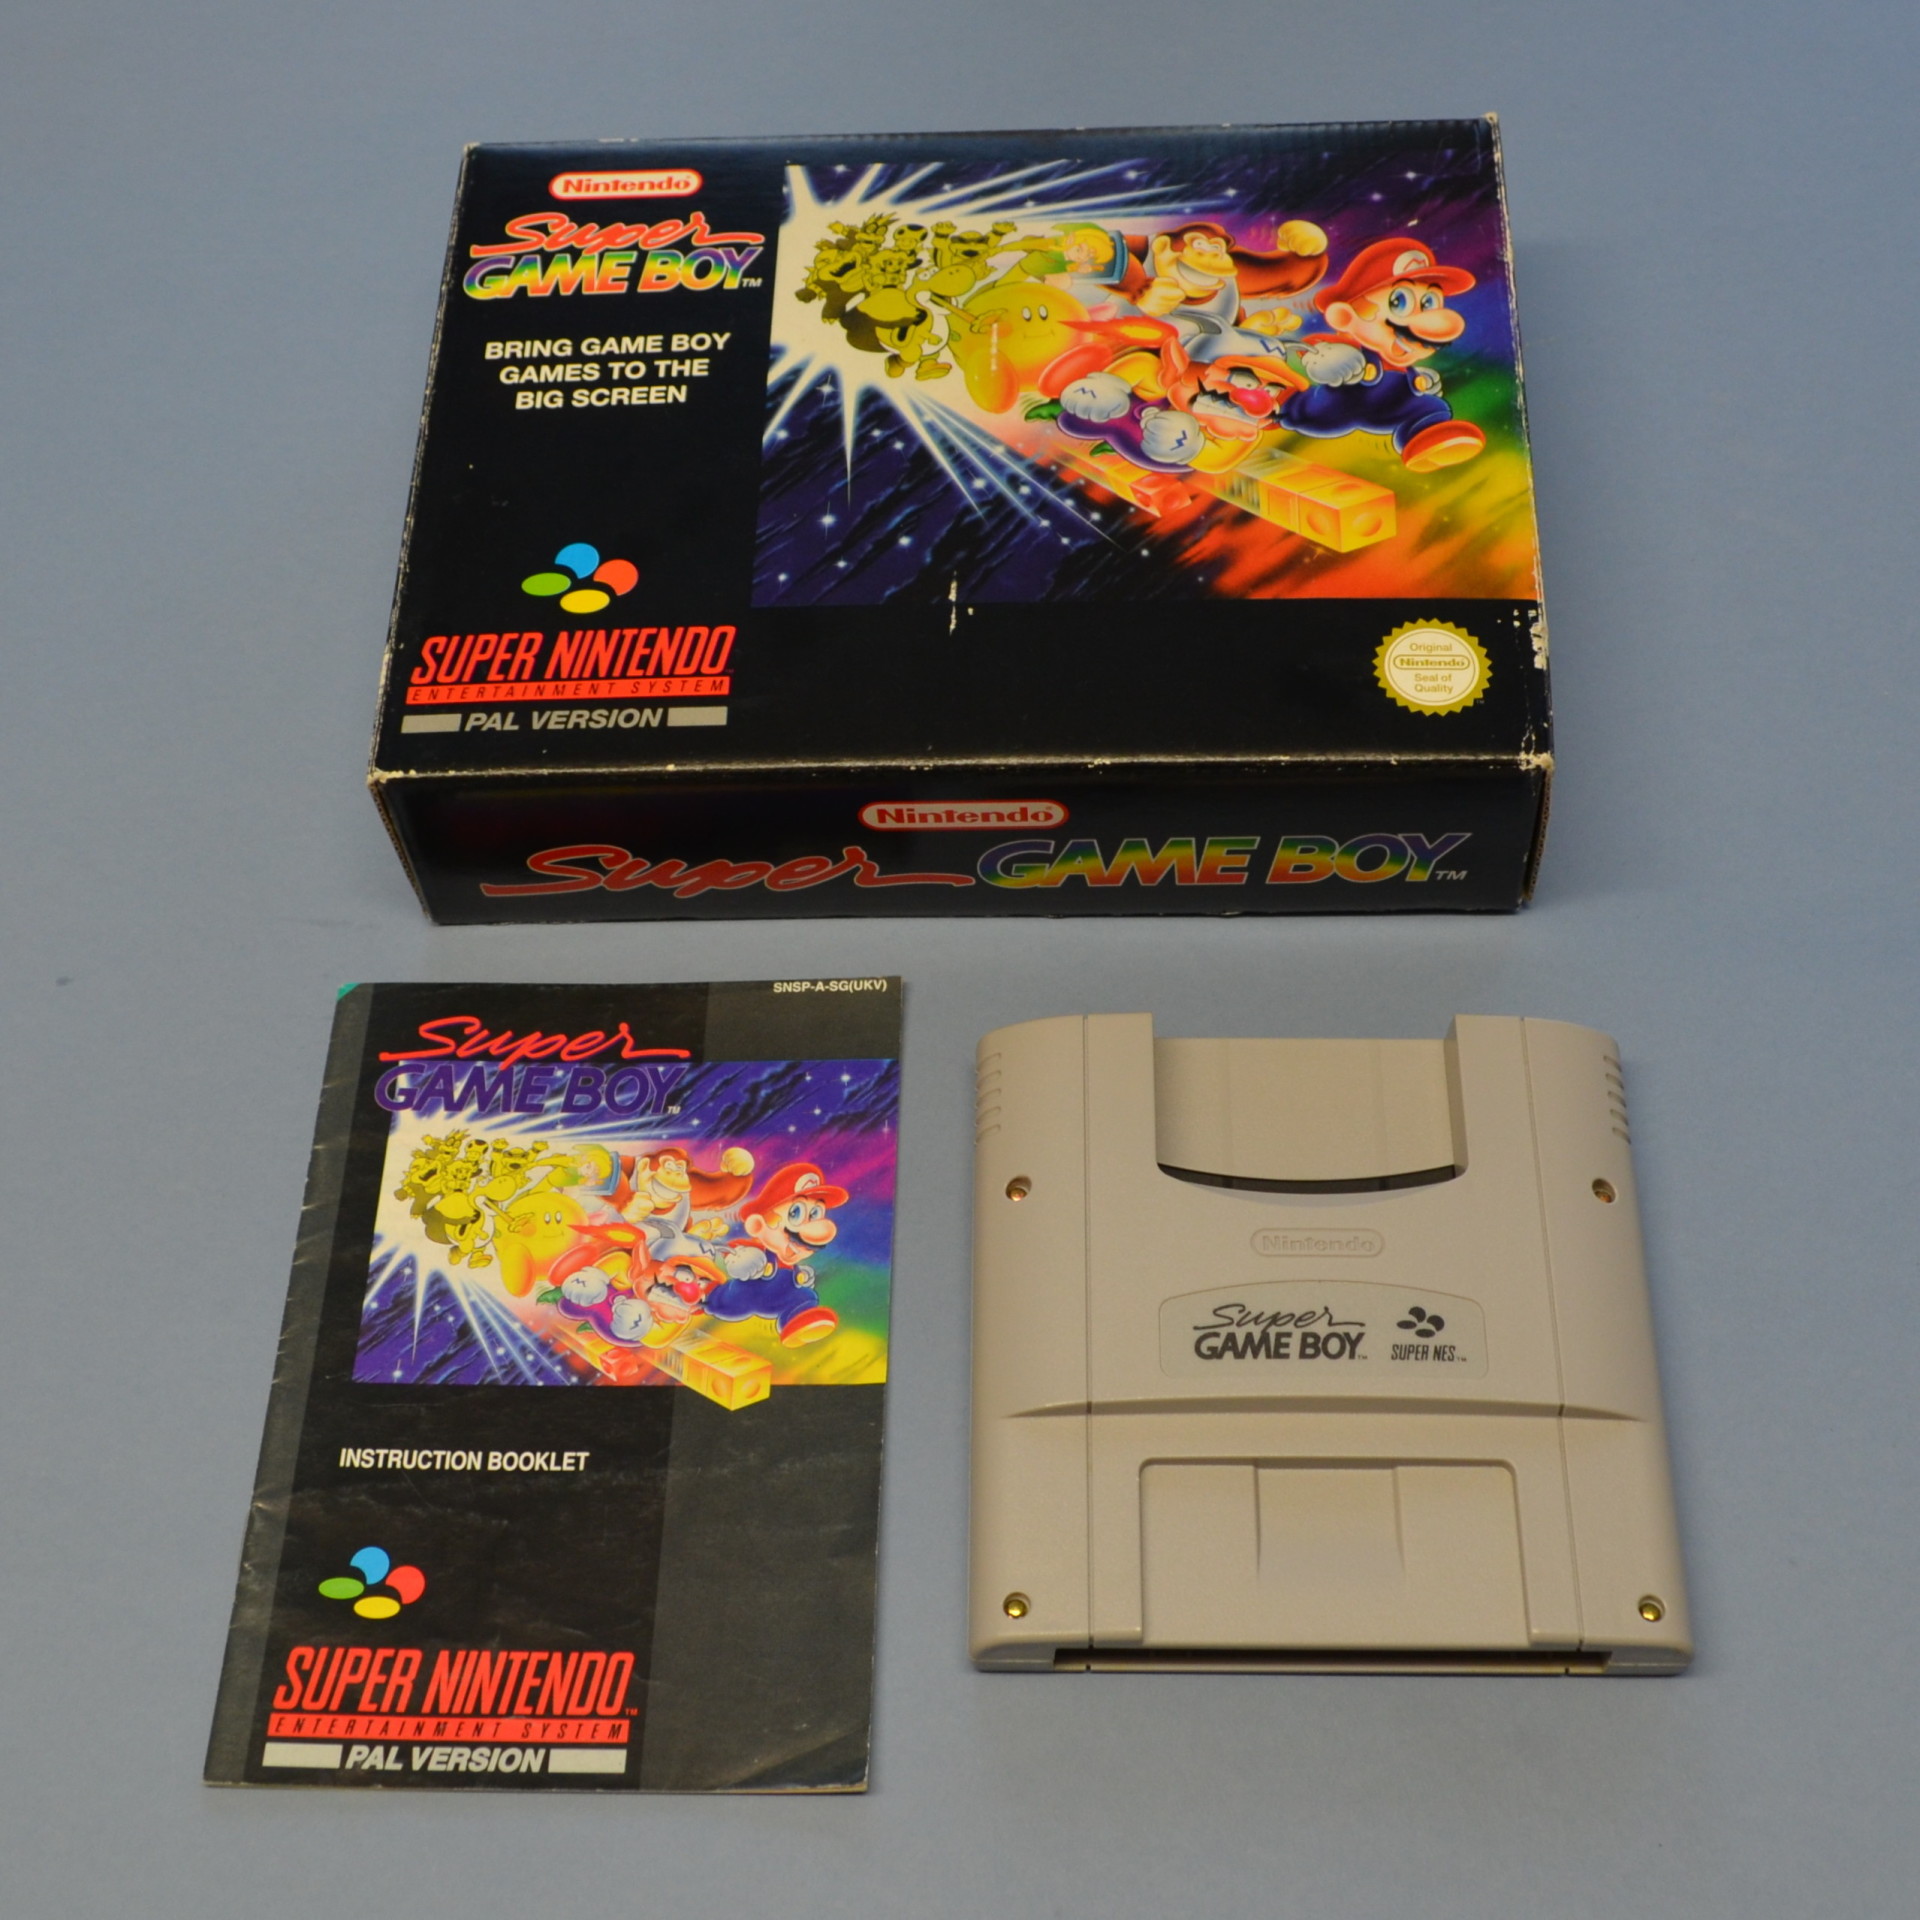 Nintendo
Super
GAME BOY™
BRING GAME BOY
GAMES TO THE
BIG SCREEN
SUPER NINTENDO
ENTERTAINMENT SYSTEM
PAL VERSION
Original
Nintendo
Seal of
Quality
Nintendo
Super GAME BOY™
SNSP-A-SG(UKV)
Super
GAME BOY™
INSTRUCTION BOOKLET
SUPER NINTENDO™
ENTERTAINMENT SYSTEM
PAL VERSION
Nintendo
Super
GAME BOY™
SUPER NES™